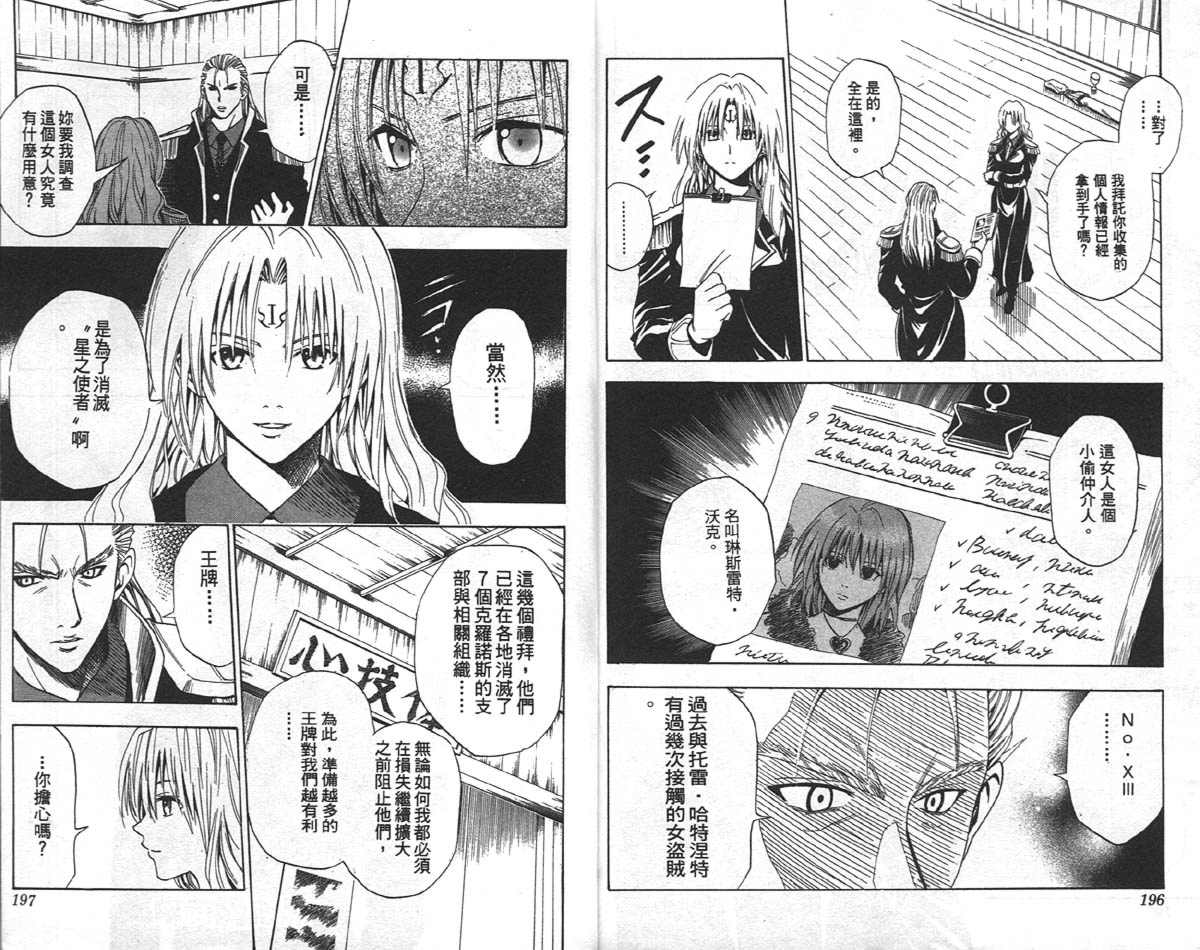 …對了
我拜託你收集的
個人情報已經
拿到手了嗎?
是的,
全在這裡。
ス
………
這女人是個
小偷仲介人。
名叫琳斯雷特·
沃克。
No.XIII
………
過去與托雷·哈特涅特
有過幾次接觸的女盜賊
。
196
可是……
妳要我調查
這個女人究竟
有什麼用意?
I
當然……
是為了消滅
〝星之使者〞啊
。
這幾個禮拜,他們
已經在各地消滅了
7個克羅諾斯的支
部與相關組織……
心技体
無論如何我都必須
在損失繼續擴大
之前阻止他們,
為此,準備越多的
王牌對我們越有利
……
王牌……
…你擔心嗎?
197